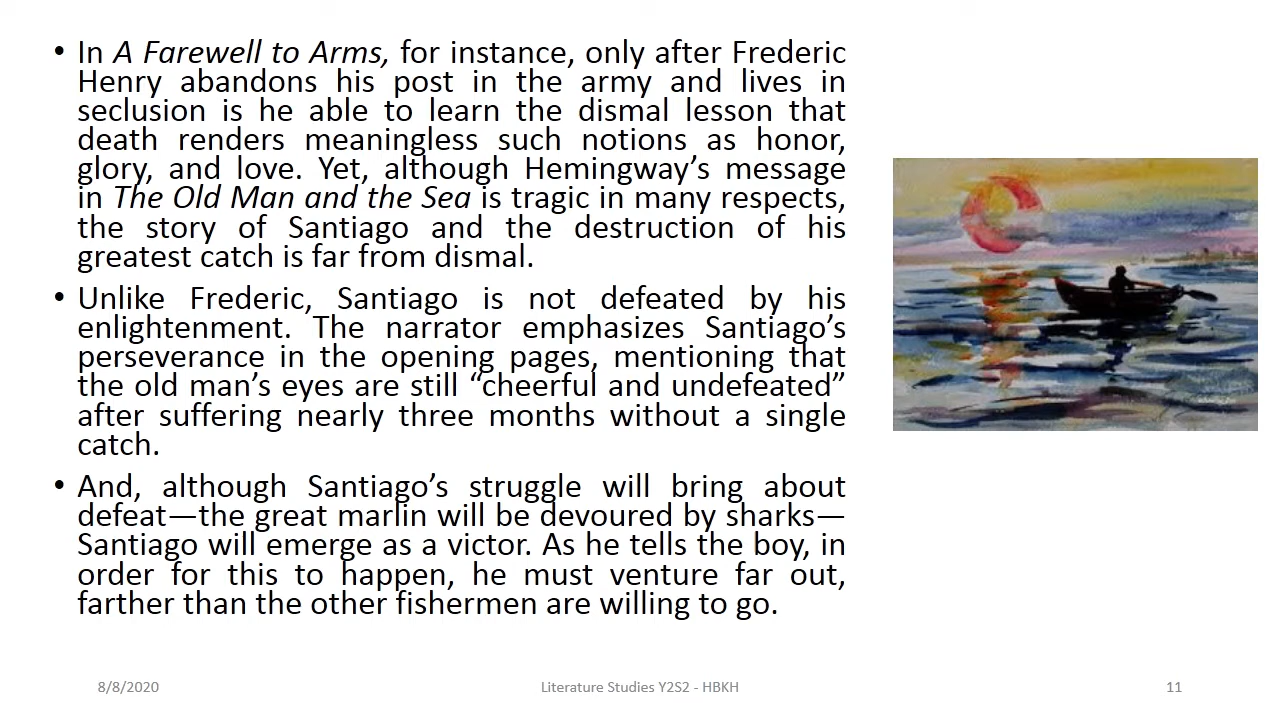 • In A Farewell to Arms, for instance, only after Frederic
Henry abandons his post in the army and lives in
seclusion is he able to learn the dismal lesson that
death renders meaningless such notions as honor,
glory, and love. Yet, although Hemingway’s message
in The Old Man and the Sea is tragic in many respects,
the story of Santiago and the destruction of his
greatest catch is far from dismal.
• Unlike Frederic, Santiago is not defeated by his
enlightenment. The narrator emphasizes Santiago’s
perseverance in the opening pages, mentioning that
the old man’s eyes are still “cheerful and undefeated”
after suffering nearly three months without a single
catch.
• And, although Santiago’s struggle will bring about
defeat—the great marlin will be devoured by sharks—
Santiago will emerge as a victor. As he tells the boy, in
order for this to happen, he must venture far out,
farther than the other fishermen are willing to go.
8/8/2020
Literature Studies Y2S2 - HBKH
11